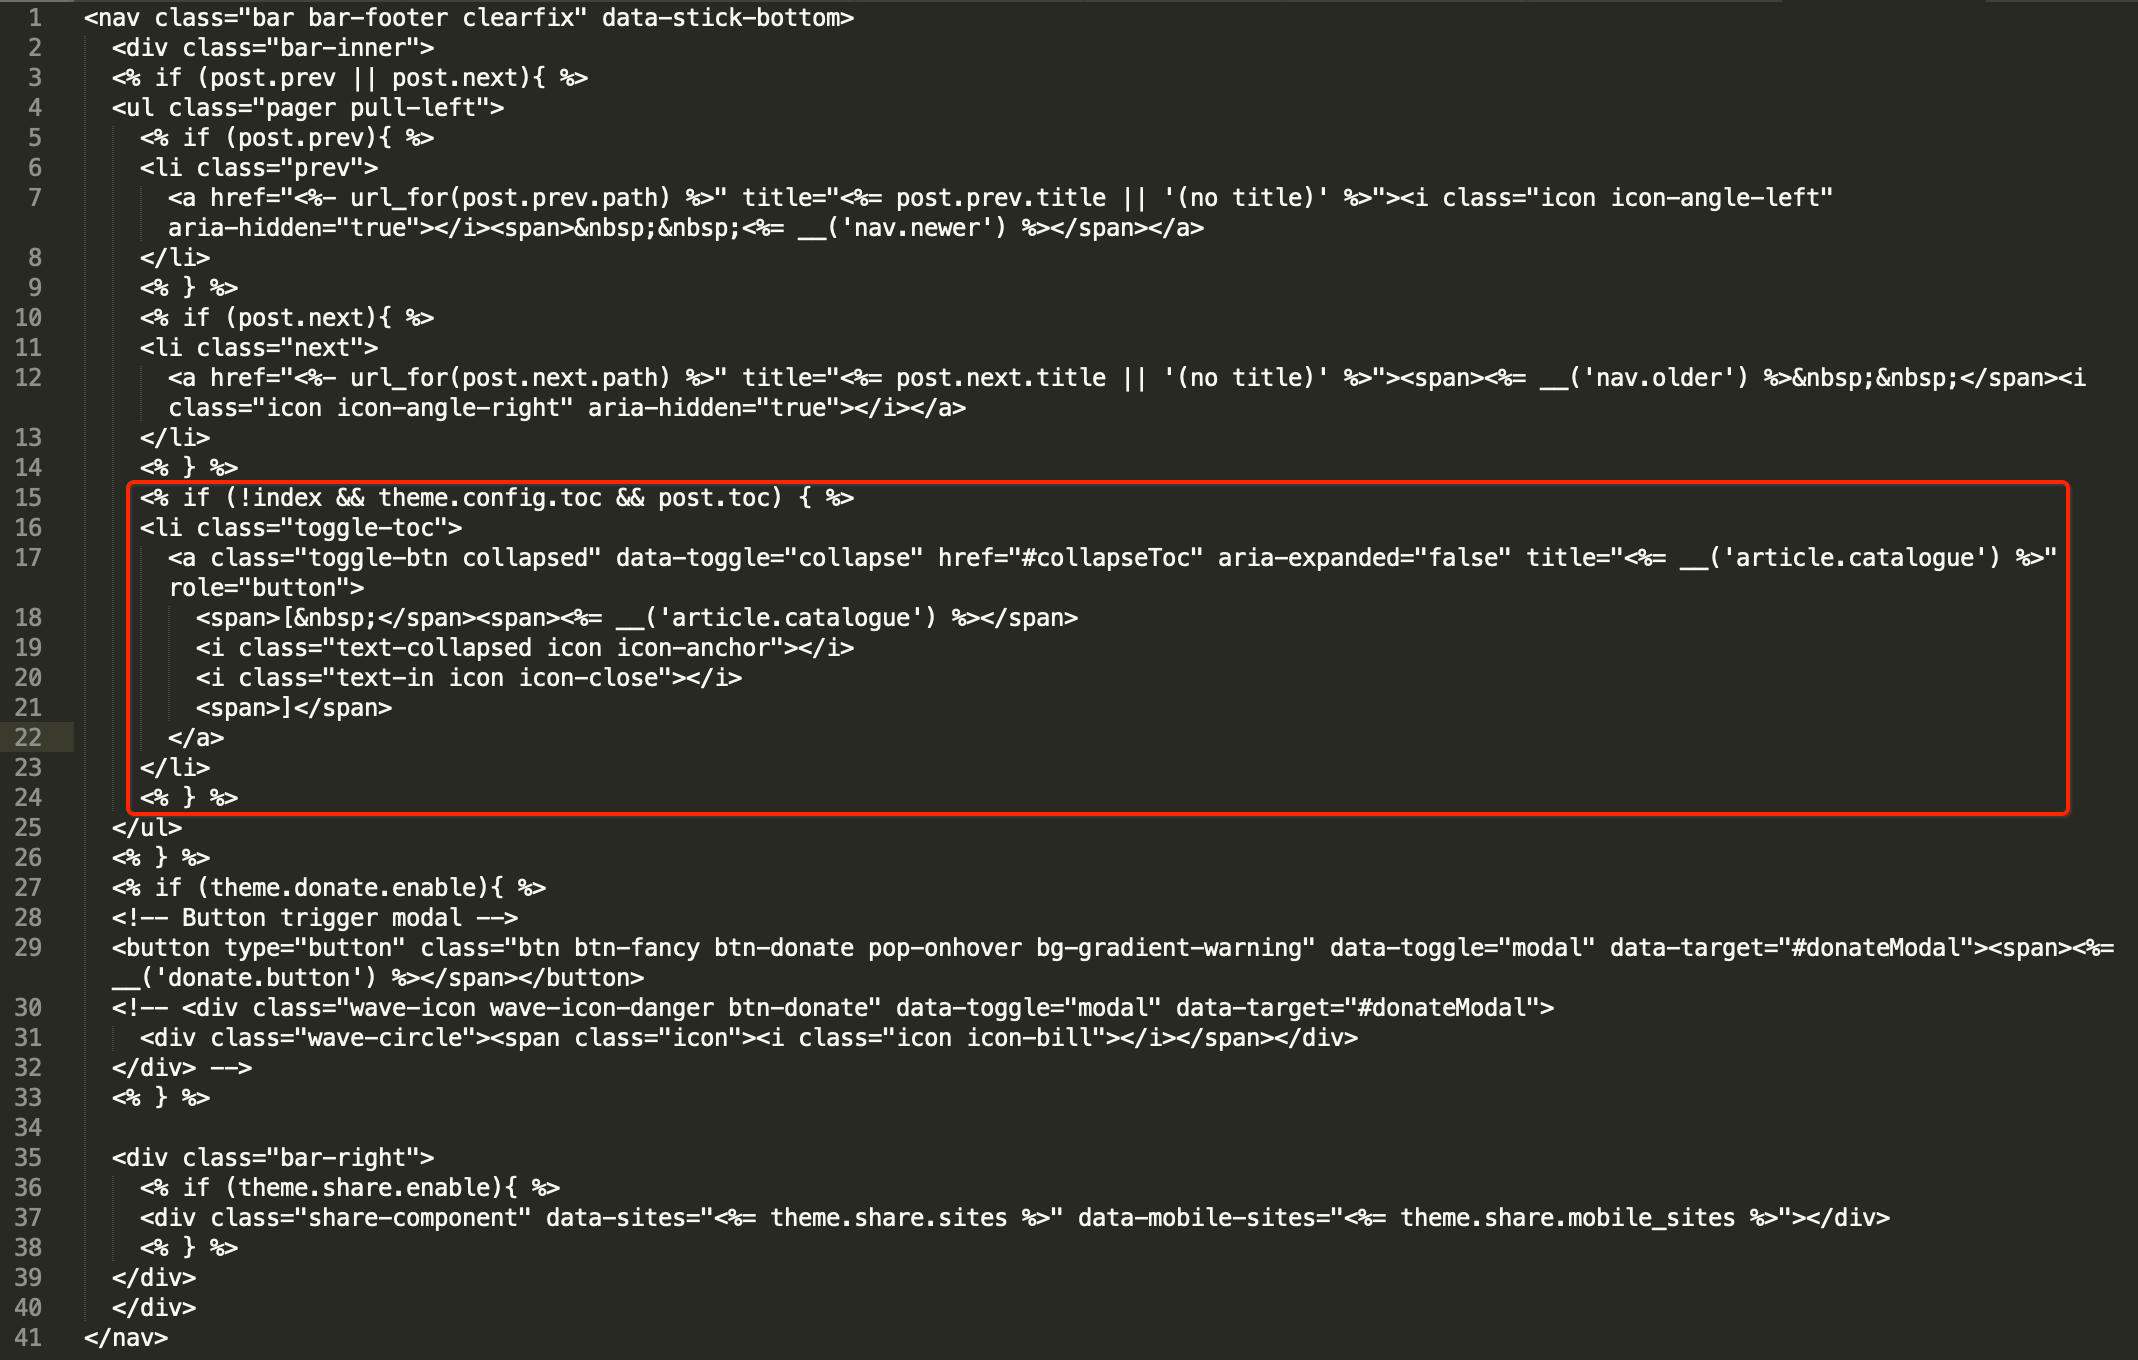 1 <nav class="bar bar-footer clearfix" data-stick-bottom>
2 <div class="bar-inner">
3 <% if (post.prev || post.next){ %>
4 <ul class="pager pull-left">
5 <% if (post.prev){ %>
6 <li class="prev">
7 <a href="<%- url_for(post.prev.path) %>" title="<%= post.prev.title || '(no title)' %>"><i class="icon icon-angle-left"
aria-hidden="true"></i><span>&nbsp;&nbsp;<%= __('nav.newer') %></span></a>
8 </li>
9 <% } %>
10 <% if (post.next){ %>
11 <li class="next">
12 <a href="<%- url_for(post.next.path) %>" title="<%= post.next.title || '(no title)' %>"><span><%= __('nav.older') %>&nbsp;&nbsp;</span><i
class="icon icon-angle-right" aria-hidden="true"></i></a>
13 </li>
14 <% } %>
15 <% if (!index && theme.config.toc && post.toc) { %>
16 <li class="toggle-toc">
17 <a class="toggle-btn collapsed" data-toggle="collapse" href="#collapseToc" aria-expanded="false" title="<%= __('article.catalogue') %>"
role="button">
18 <span>[&nbsp;</span><span><%= __('article.catalogue') %></span>
19 <i class="text-collapsed icon icon-anchor"></i>
20 <i class="text-in icon icon-close"></i>
21 <span>]</span>
22 </a>
23 </li>
24 <% } %>
25 </ul>
26 <% } %>
27 <% if (theme.donate.enable){ %>
28 <!-- Button trigger modal -->
29 <button type="button" class="btn btn-fancy btn-donate pop-onhover bg-gradient-warning" data-toggle="modal" data-target="#donateModal"><span><%=
__('donate.button') %></span></button>
30 <!-- <div class="wave-icon wave-icon-danger btn-donate" data-toggle="modal" data-target="#donateModal">
31 <div class="wave-circle"><span class="icon"><i class="icon icon-bill"></i></span></div>
32 </div> -->
33 <% } %>
34
35 <div class="bar-right">
36 <% if (theme.share.enable){ %>
37 <div class="share-component" data-sites="<%= theme.share.sites %>" data-mobile-sites="<%= theme.share.mobile_sites %>"></div>
38 <% } %>
39 </div>
40 </div>
41 </nav>